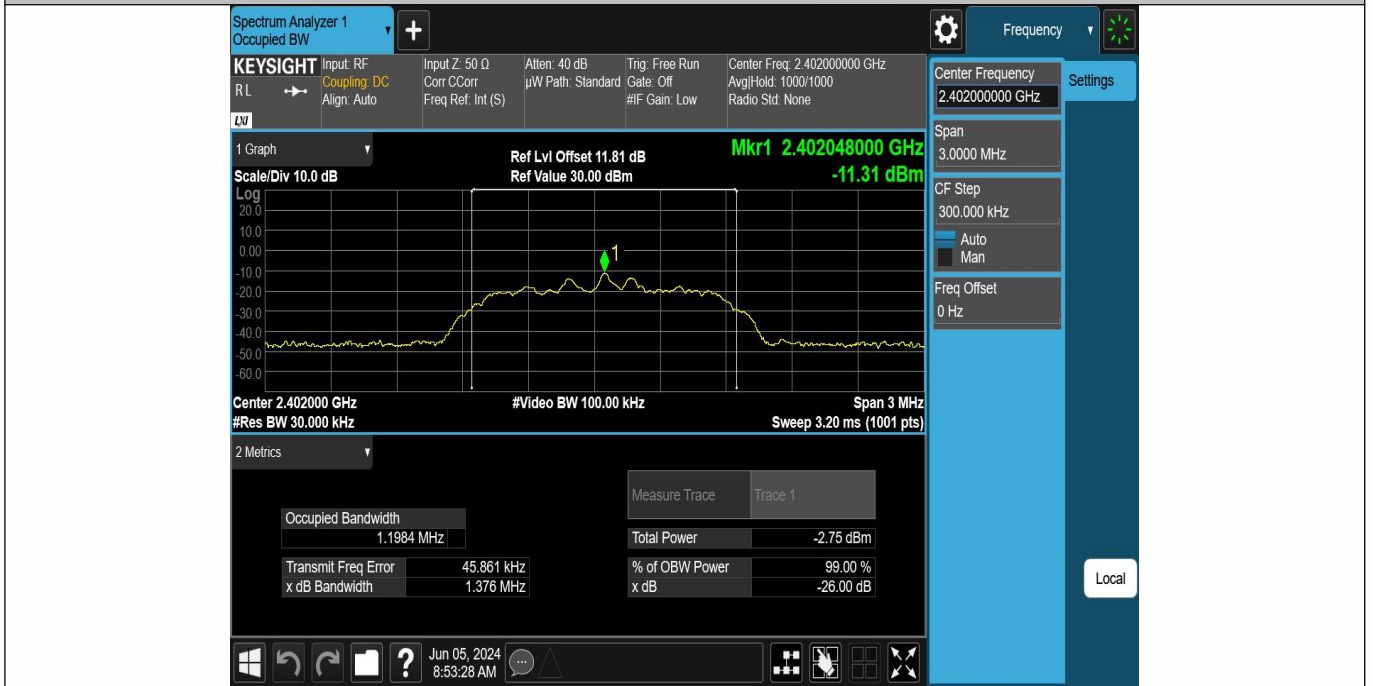 Spectrum Analyzer 1
Occupied BW
+
Frequency
KEYSIGHT
RL
LXI
Input: RF
Coupling: DC
Align: Auto
Input Z: 50 Ω
Corr CCorr
Freq Ref: Int (S)
Atten: 40 dB
µW Path: Standard
Trig: Free Run
Gate: Off
#IF Gain: Low
Center Freq: 2.402000000 GHz
Avg|Hold: 1000/1000
Radio Std: None
Center Frequency
2.402000000 GHz
Settings
Span
3.0000 MHz
CF Step
300.000 kHz
Auto
Man
Freq Offset
0 Hz
1 Graph
Scale/Div 10.0 dB
Ref Lvl Offset 11.81 dB
Ref Value 30.00 dBm
Mkr1 2.402048000 GHz
-11.31 dBm
Log
20.0
10.0
0.00
-10.0
-20.0
-30.0
-40.0
-50.0
-60.0
1
Center 2.402000 GHz
#Video BW 100.00 kHz
Span 3 MHz
#Res BW 30.000 kHz
Sweep 3.20 ms (1001 pts)
2 Metrics
Measure Trace Trace 1
Occupied Bandwidth
1.1984 MHz
Total Power -2.75 dBm
Transmit Freq Error 45.861 kHz
% of OBW Power 99.00 %
x dB Bandwidth 1.376 MHz
x dB -26.00 dB
Local
?
Jun 05, 2024
8:53:28 AM